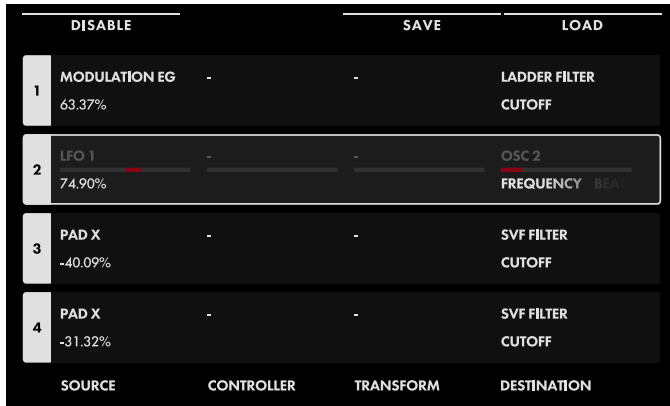 DISABLE SAVE LOAD
1 MODULATION EG - - LADDER FILTER
63.37% CUTOFF
2 LFO 1 - - OSC 2
74.90% FREQUENCY BEA
3 PAD X - - SVF FILTER
-40.09% CUTOFF
4 PAD X - - SVF FILTER
-31.32% CUTOFF
SOURCE CONTROLLER TRANSFORM DESTINATION